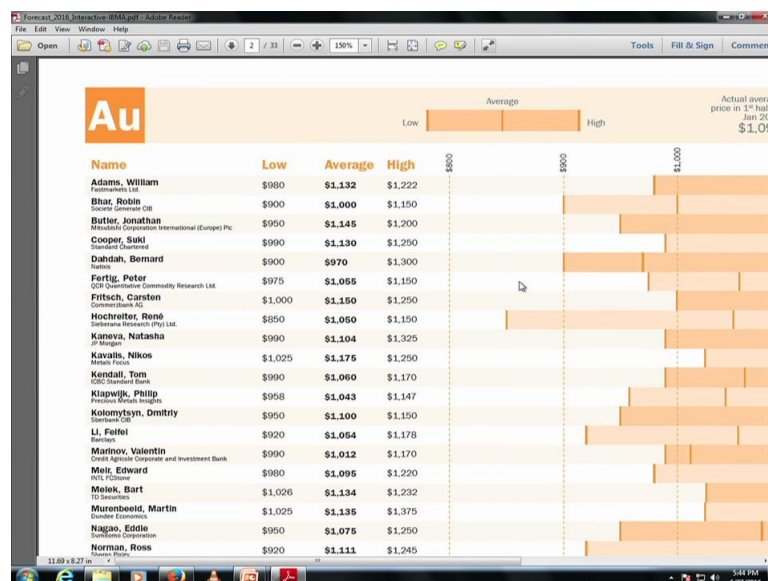 Forecast_2016_Interactive-IBMA.pdf - Adobe Reader
File Edit View Window Help
Open 2 / 33 150% Tools Fill & Sign Commen
Au
Low Average High
Actual avera
price in 1st hal
Jan 20
$1,09
Name Low Average High $800 $900 $1,000
Adams, William $980 $1,132 $1,222
Fastmarkets Ltd.
Bhar, Robin $900 $1,000 $1,150
Société Générale CIB
Butler, Jonathan $950 $1,145 $1,200
Mitsubishi Corporation International (Europe) Plc
Cooper, Suki $990 $1,130 $1,250
Standard Chartered
Dahdah, Bernard $900 $970 $1,300
Natixis
Fertig, Peter $975 $1,055 $1,150
QCR Quantitative Commodity Research Ltd.
Fritsch, Carsten $1,000 $1,150 $1,250
Commerzbank AG
Hochreiter, René $850 $1,050 $1,150
Sieberana Research (Pty) Ltd.
Kaneva, Natasha $990 $1,104 $1,325
JP Morgan
Kavalis, Nikos $1,025 $1,175 $1,250
Metals Focus
Kendall, Tom $990 $1,060 $1,170
ICBC Standard Bank
Klapwijk, Philip $958 $1,043 $1,147
Precious Metals Insights
Kolomytsyn, Dmitriy $950 $1,100 $1,150
Sberbank CIB
Li, Feifei $920 $1,054 $1,178
Barclays
Marinov, Valentin $990 $1,012 $1,170
Credit Agricole Corporate and Investment Bank
Meir, Edward $980 $1,095 $1,220
INTL FCStone
Melek, Bart $1,026 $1,134 $1,232
TD Securities
Murenbeeld, Martin $1,025 $1,135 $1,375
Dundee Economics
Nagao, Eddie $950 $1,075 $1,250
Sumitomo Corporation
Norman, Ross $920 $1,111 $1,245
Sharps Pixley
11.69 x 8.27 in
5:44 PM